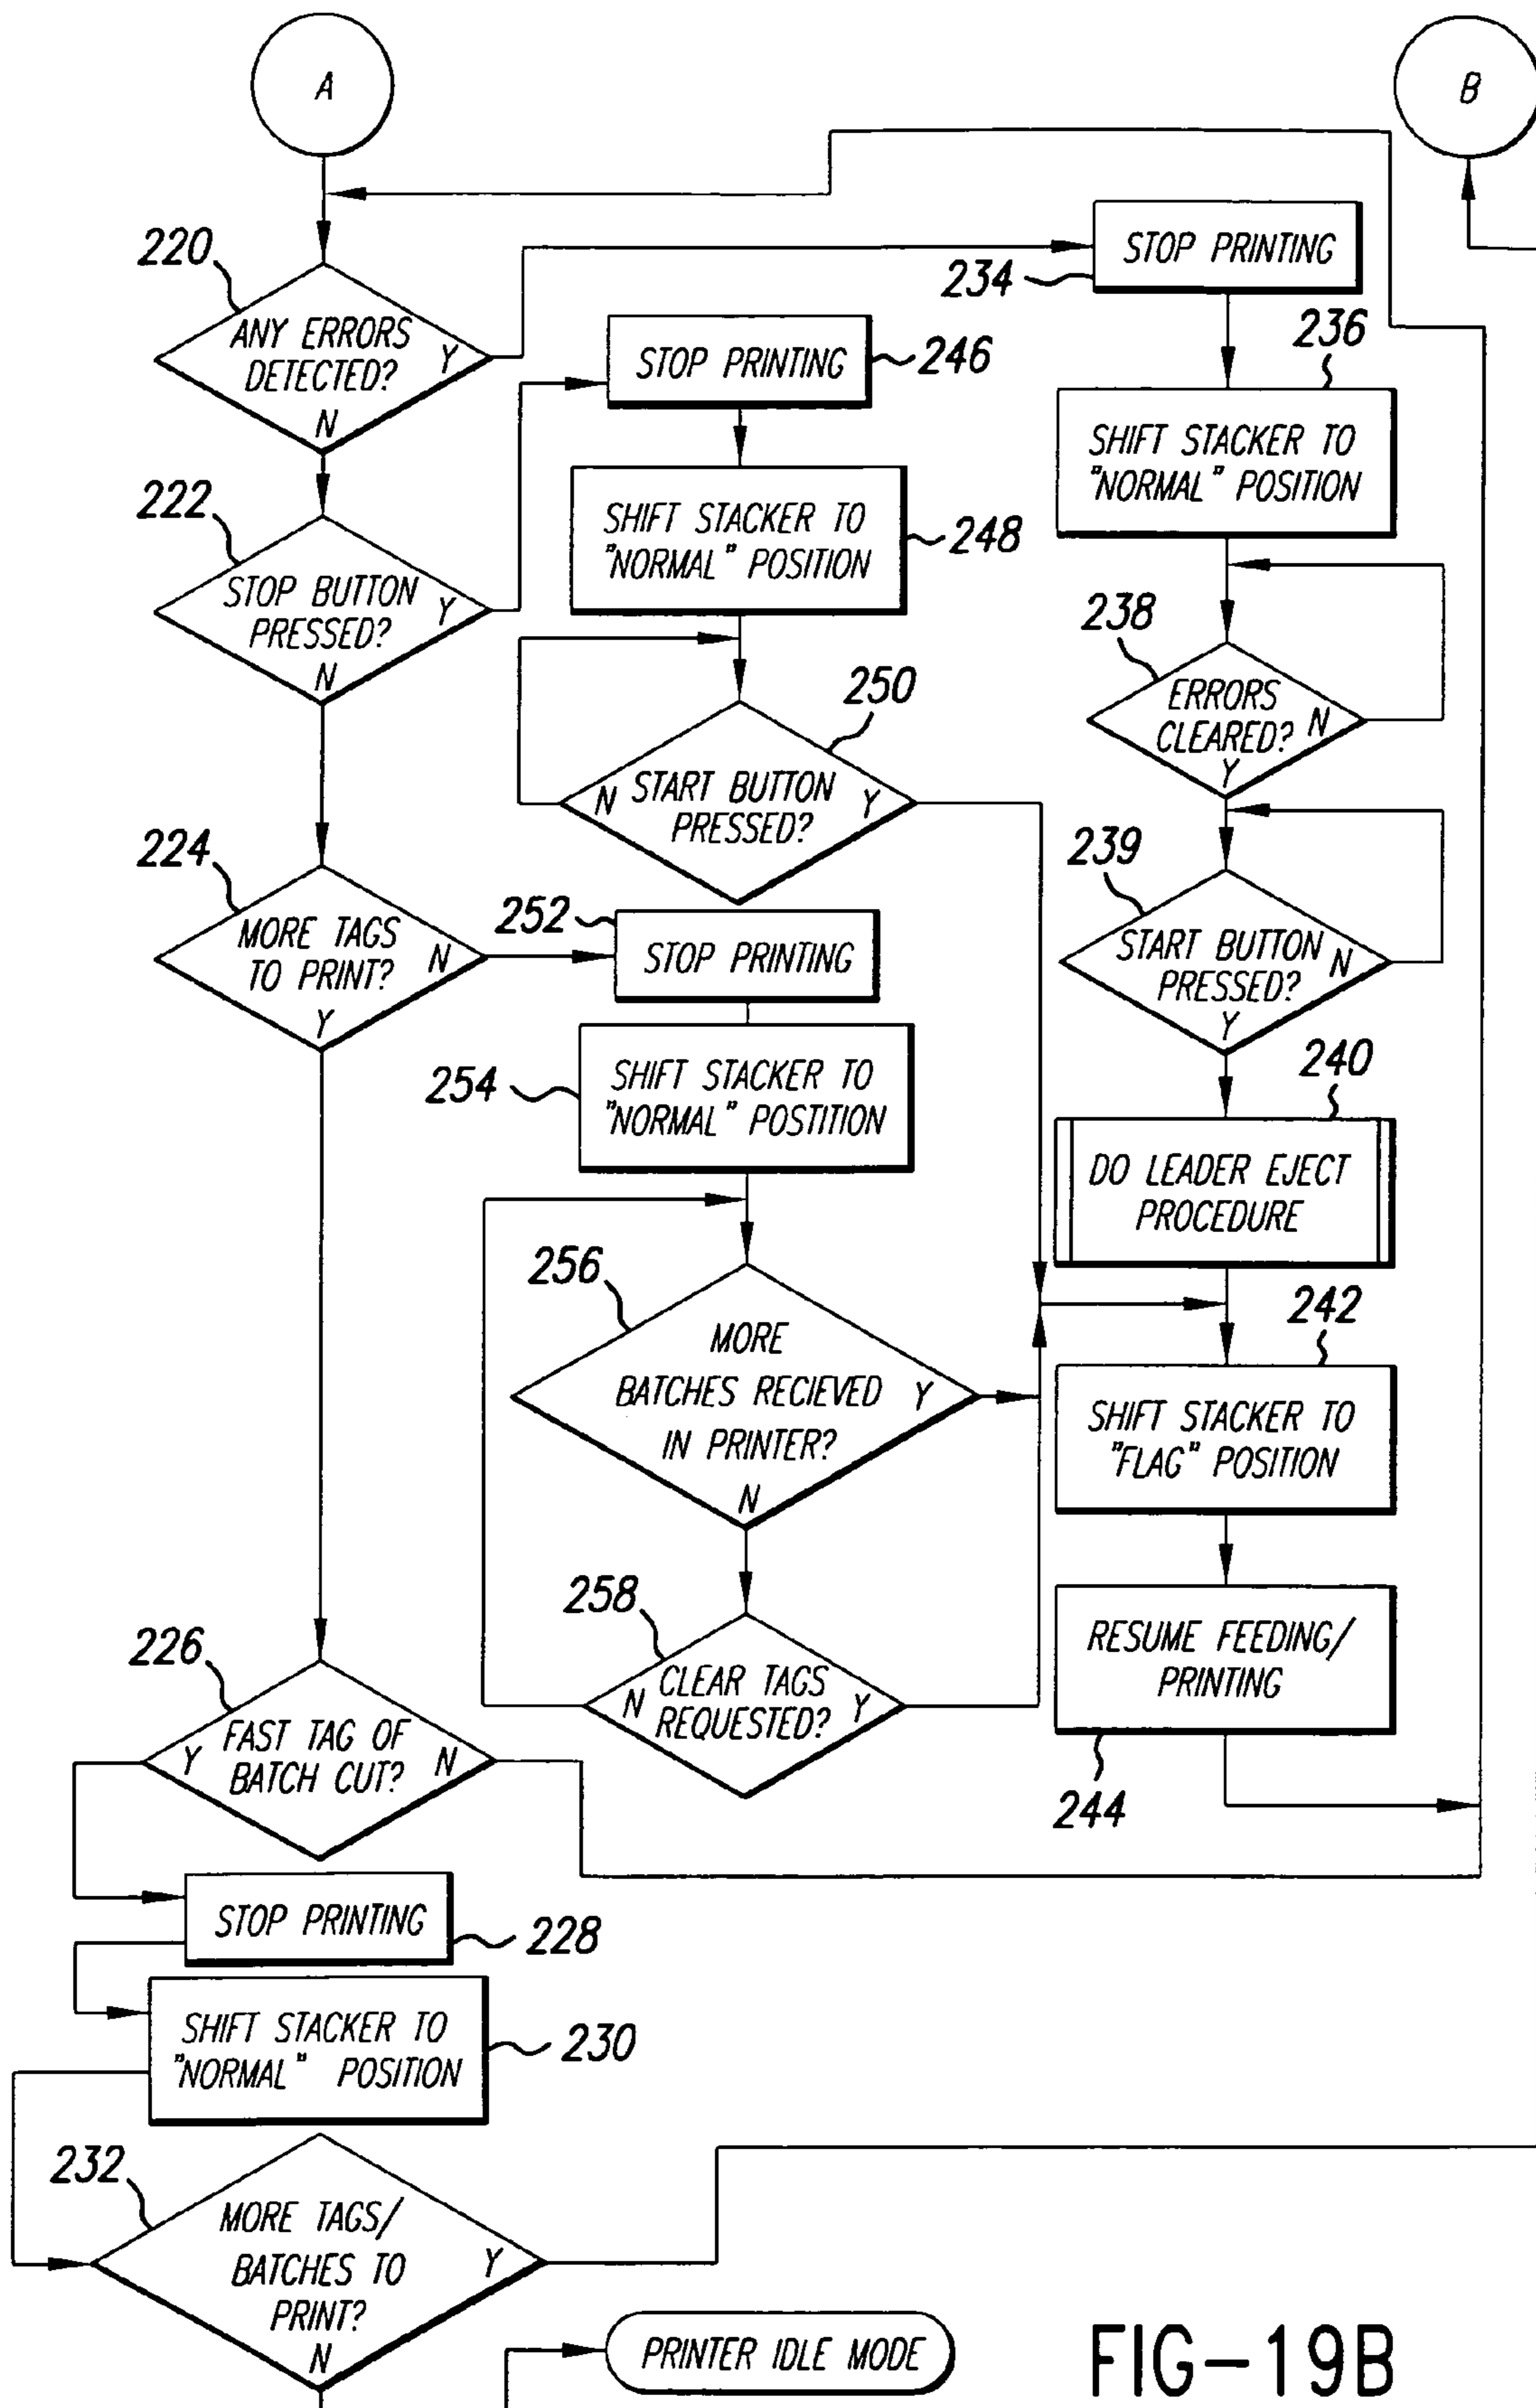 A
B
220
ANY ERRORS
DETECTED?
Y
N
STOP PRINTING
234
236
SHIFT STACKER TO
"NORMAL" POSITION
STOP PRINTING
246
222
STOP BUTTON
PRESSED?
Y
N
SHIFT STACKER TO
"NORMAL" POSITION
248
238
ERRORS
CLEARED?
N
Y
250
N
START BUTTON
PRESSED?
Y
239
START BUTTON
PRESSED?
N
Y
224
MORE TAGS
TO PRINT?
N
Y
252
STOP PRINTING
254
SHIFT STACKER TO
"NORMAL" POSTITION
240
DO LEADER EJECT
PROCEDURE
256
MORE
BATCHES RECIEVED
IN PRINTER?
Y
N
242
SHIFT STACKER TO
"FLAG" POSITION
258
N
CLEAR TAGS
REQUESTED?
Y
RESUME FEEDING/
PRINTING
244
226
Y
FAST TAG OF
BATCH CUT?
N
STOP PRINTING
228
SHIFT STACKER TO
"NORMAL" POSITION
230
232
MORE TAGS/
BATCHES TO
PRINT?
Y
N
PRINTER IDLE MODE
FIG-19B